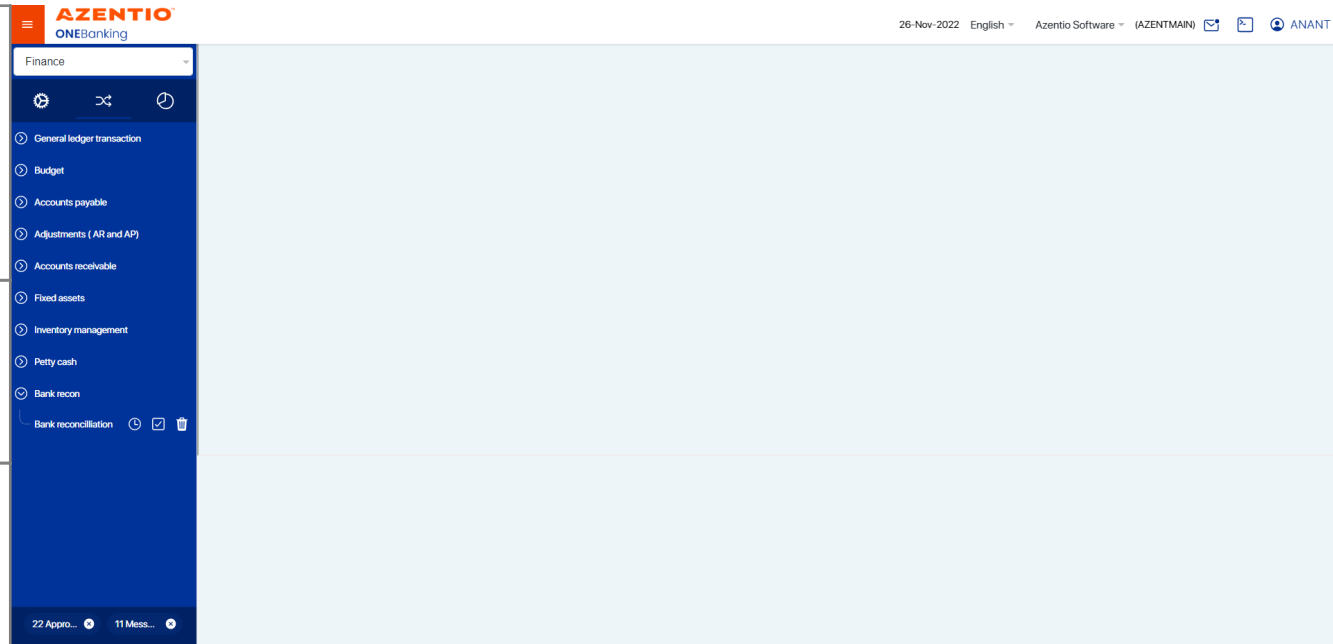 AZENTIO™
ONEBanking
26-Nov-2022 English Azentio Software (AZENTMAIN) ANANT
Finance
General ledger transaction
Budget
Accounts payable
Adjustments ( AR and AP)
Accounts receivable
Fixed assets
Inventory management
Petty cash
Bank recon
Bank reconcilliation
22 Appro... 11 Mess...